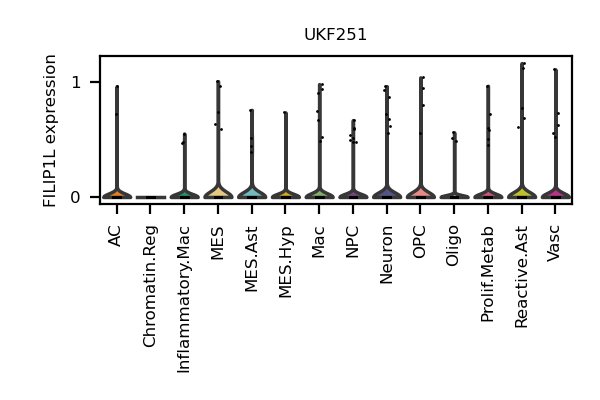 UKF251
FILIP1L expression
1
0
AC
Chromatin.Reg
Inflammatory.Mac
MES
MES.Ast
MES.Hyp
Mac
NPC
Neuron
OPC
Oligo
Prolif.Metab
Reactive.Ast
Vasc